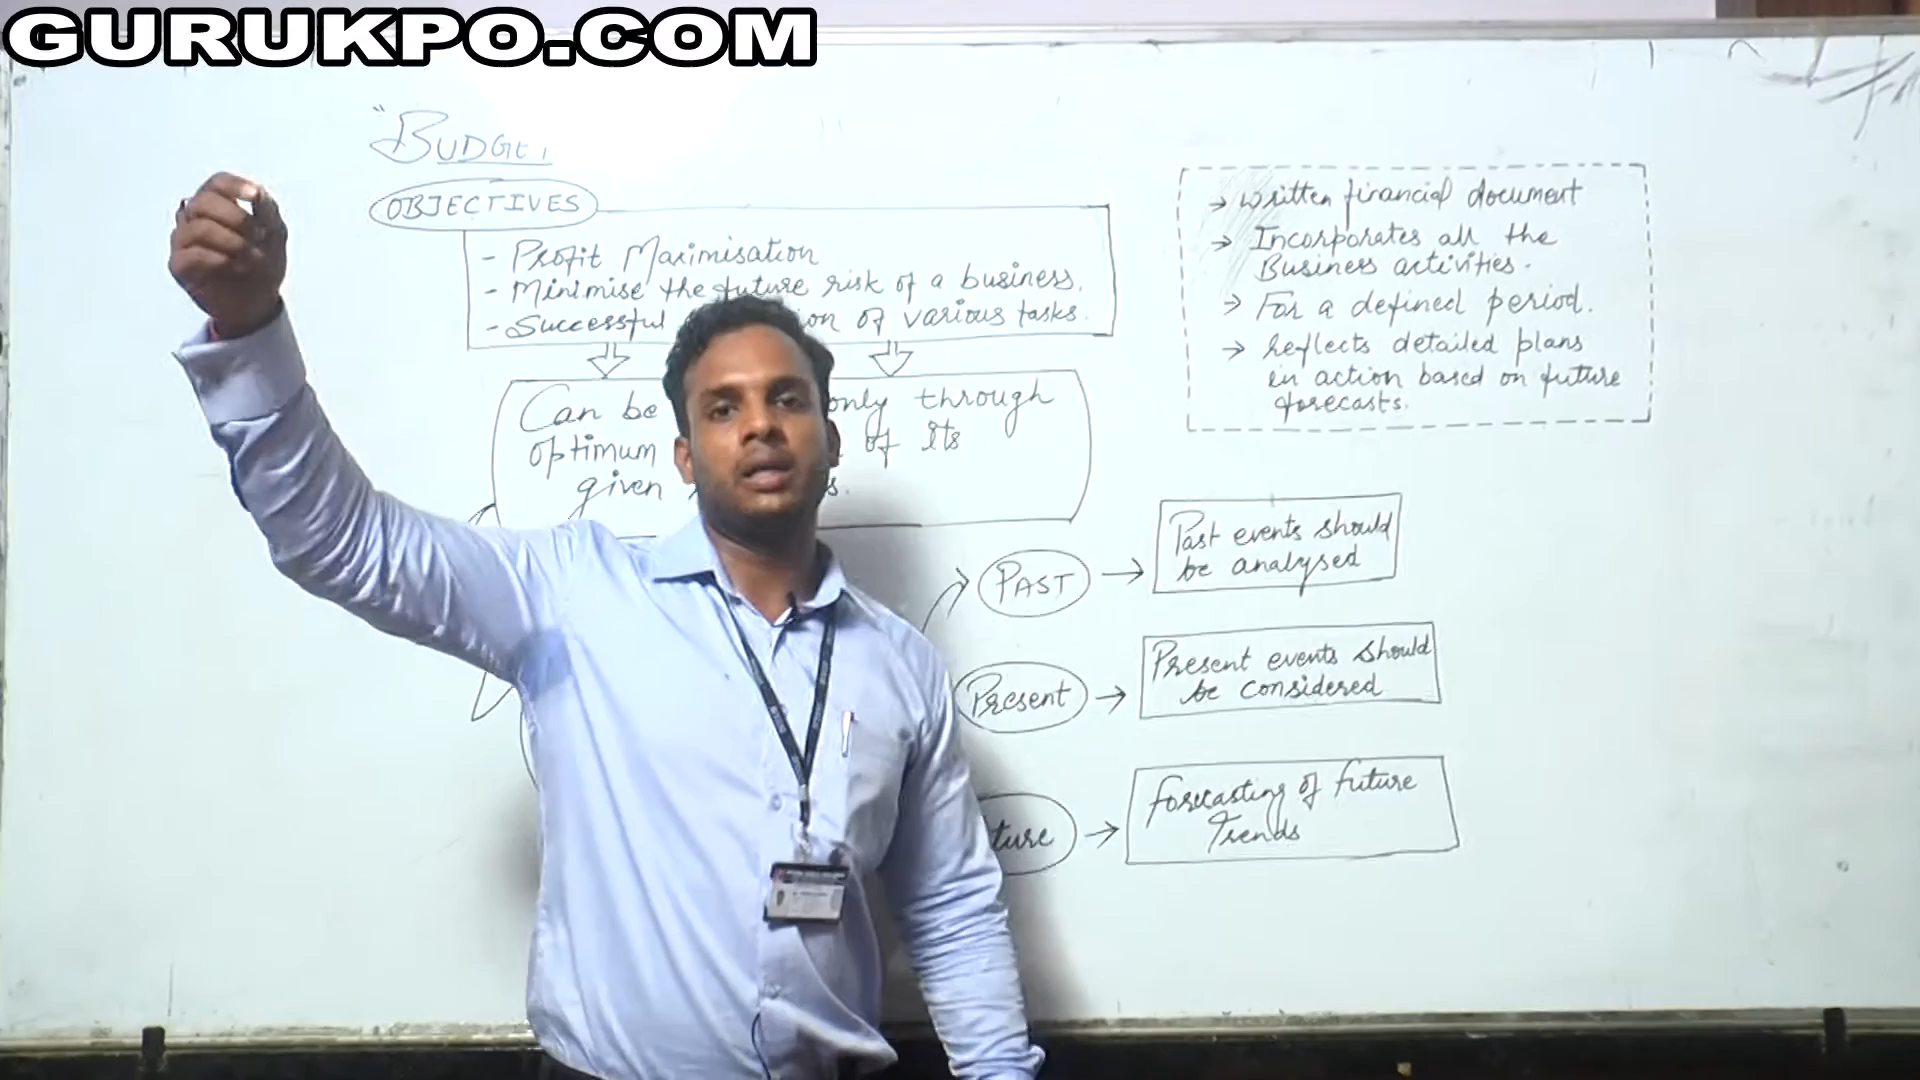 GURUKPO.COM
"BUDGET
OBJECTIVES
- Profit Maximisation
- Minimise the future risk of a business.
- Successful of various tasks.
Can be only through
optimum of Its
given
→ written financial document
→ Incorporates all the
Business activities.
→ For a defined period.
→ Reflects detailed plans
in action based on future
forecasts.
PAST → Past events should
be analysed
Present → Present events should
be considered
ture → Forecasting of Future
Trends